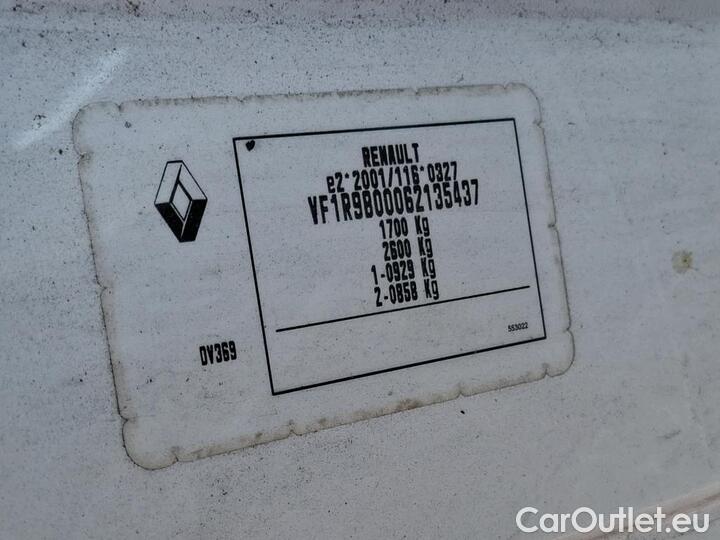 RENAULT
e2*2001/116*0327
VF1R9B00062135437
1700 Kg
2600 Kg
1-0929 Kg
2-0858 Kg
553022
DV369
CarOutlet.eu